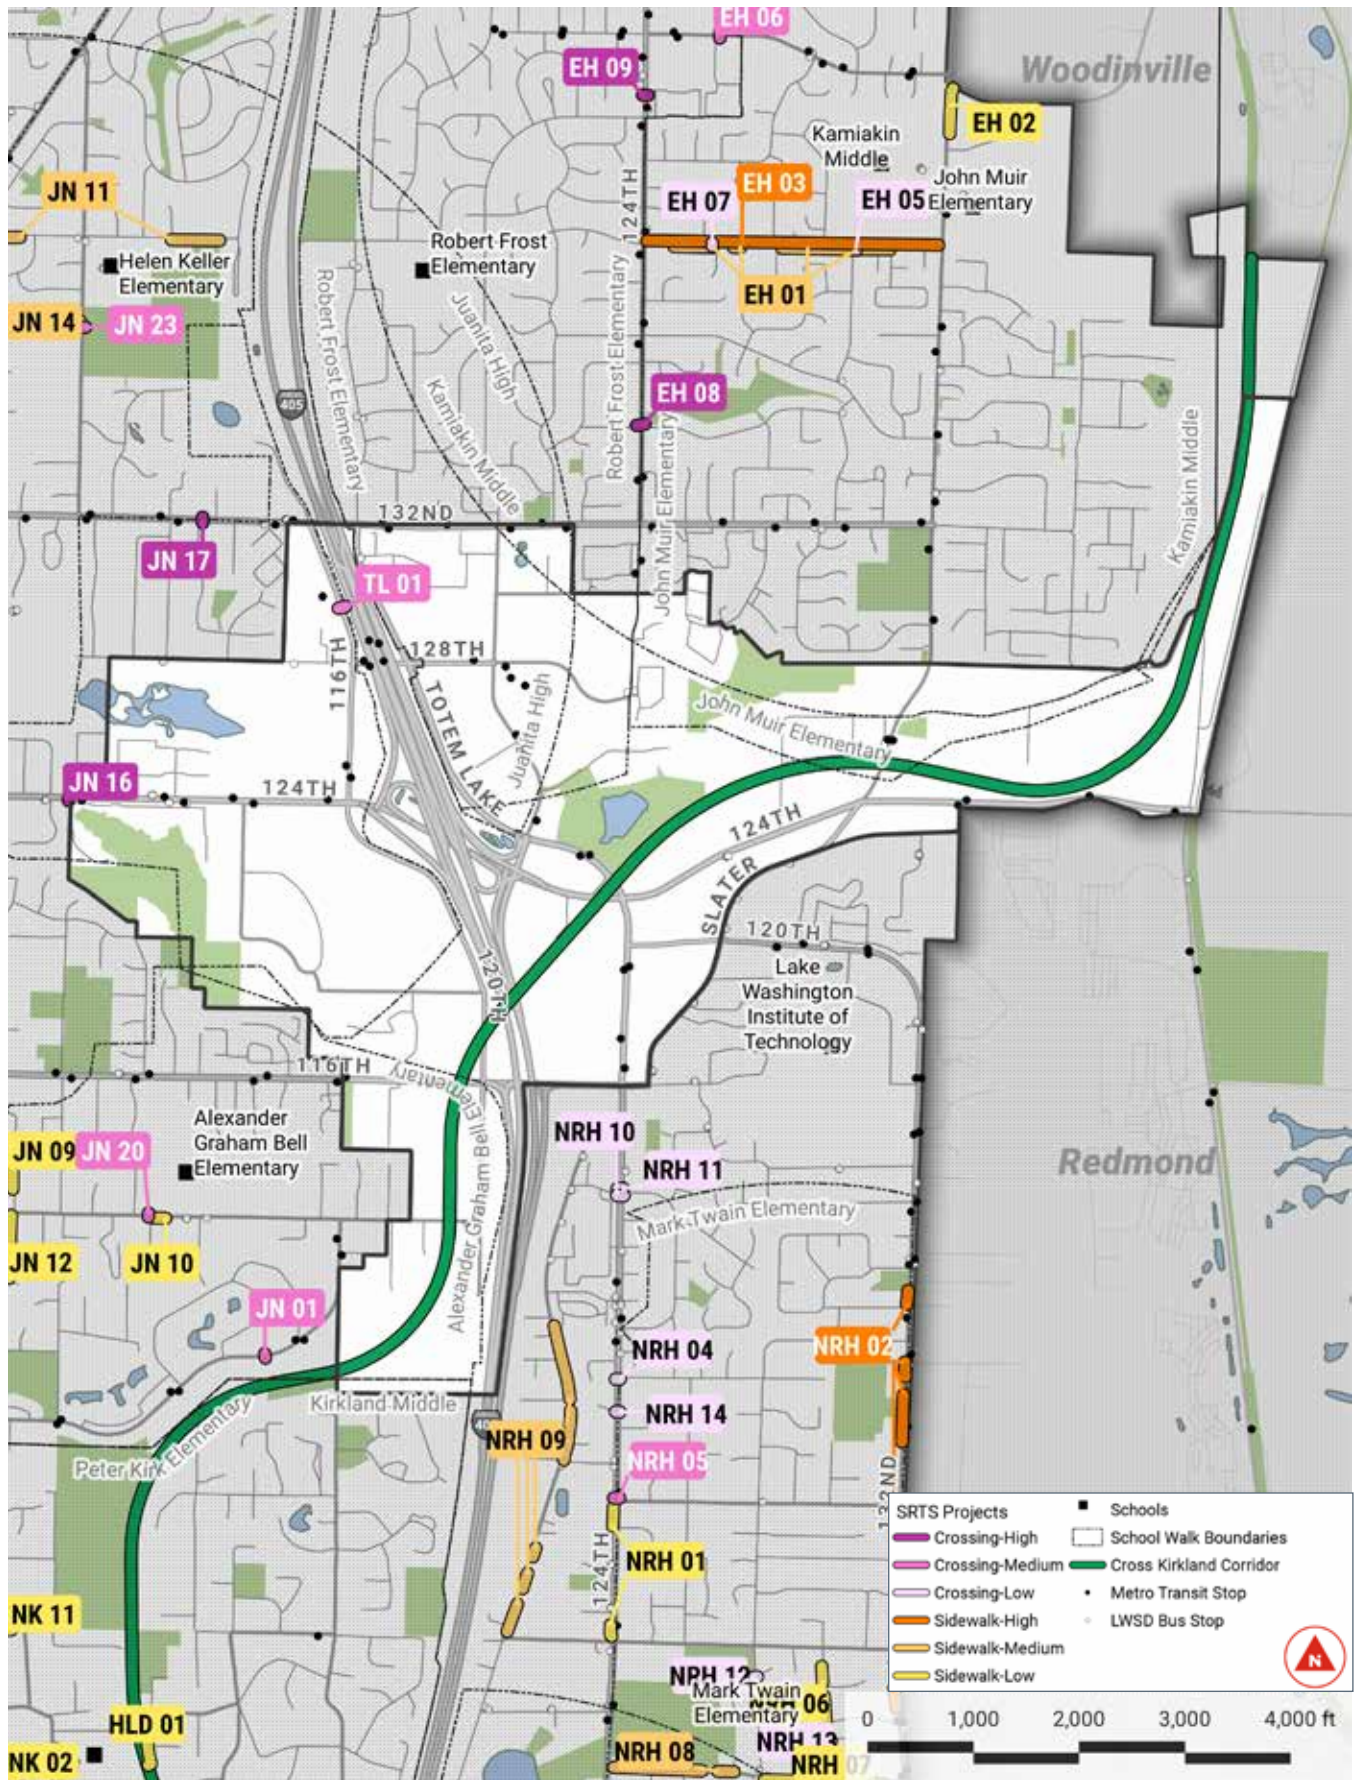 EH 06
EH 09
Woodinville
EH 02
Kamiakin
Middle
124TH
EH 03
EH 07
EH 05
John Muir
Elementary
JN 11
Robert Frost
Elementary
Helen Keller
Elementary
EH 01
JN 14
JN 23
Robert Frost Elementary
Juanita High
Robert Frost Elementary
405
Kamiakin Middle
EH 08
John Muir Elementary
Kamiakin Middle
132ND
JN 17
TL 01
116TH
128TH
TOTEM LAKE
Juanita High
John Muir Elementary
JN 16
124TH
124TH
SLATER
120TH
120TH
Lake
Washington
Institute of
Technology
116TH
Alexander Graham Bell Elementary
Alexander
Graham Bell
Elementary
JN 09
JN 20
NRH 10
NRH 11
Redmond
Mark Twain Elementary
JN 12
JN 10
JN 01
NRH 02
NRH 04
Kirkland Middle
NRH 14
NRH 09
NRH 05
Peter Kirk Elementary
132ND
NRH 01
124TH
NK 11
NRH 12
Mark Twain
Elementary
NRH 06
HLD 01
NRH 13
NK 02
NRH 08
NRH 07
SRTS Projects
Crossing-High
Crossing-Medium
Crossing-Low
Sidewalk-High
Sidewalk-Medium
Sidewalk-Low
Schools
School Walk Boundaries
Cross Kirkland Corridor
Metro Transit Stop
LWSD Bus Stop
N
0 1,000 2,000 3,000 4,000 ft